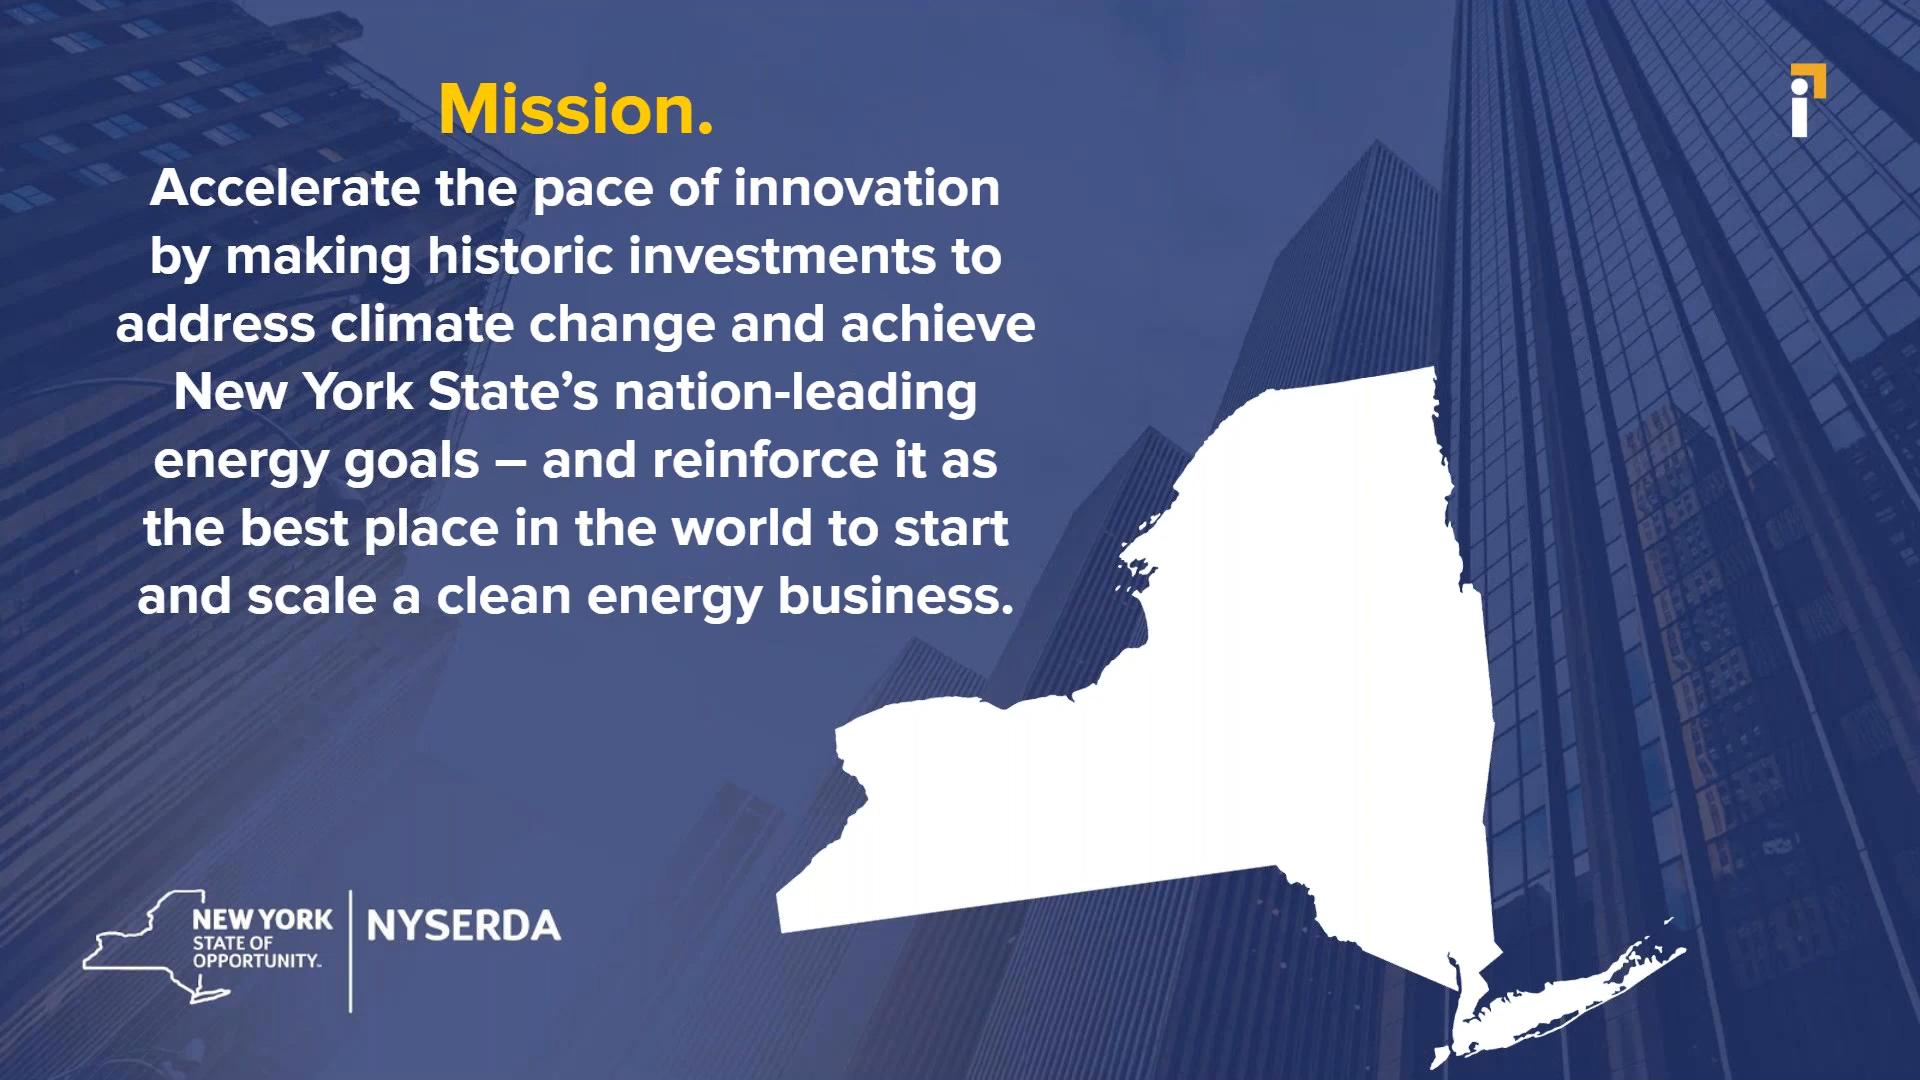 Mission.
Accelerate the pace of innovation
by making historic investments to
address climate change and achieve
New York State’s nation-leading
energy goals – and reinforce it as
the best place in the world to start
and scale a clean energy business.
NEW YORK
STATE OF
OPPORTUNITY™
NYSERDA